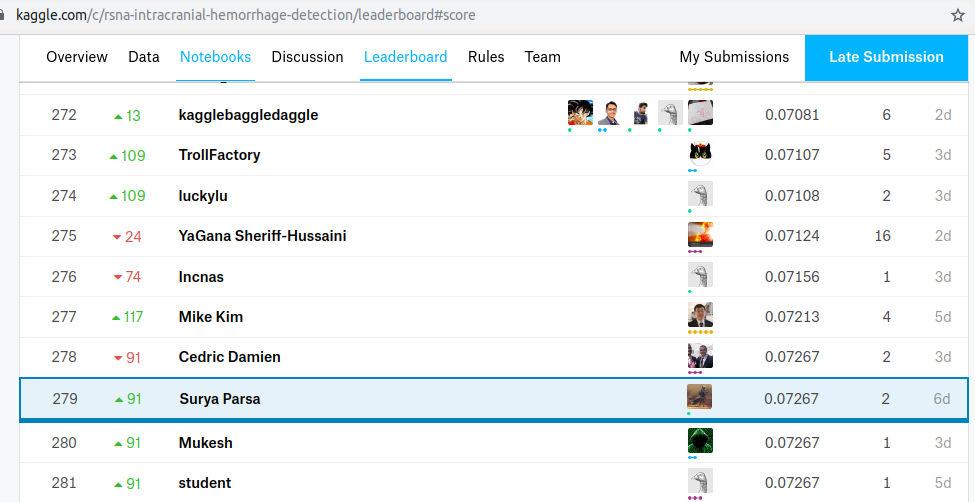 kaggle.com/c/rsna-intracranial-hemorrhage-detection/leaderboard#score
Overview Data Notebooks Discussion Leaderboard Rules Team My Submissions Late Submission
272 13 kagglebaggledaggle 0.07081 6 2d
273 109 TrollFactory 0.07107 5 3d
274 109 luckylu 0.07108 2 3d
275 24 YaGana Sheriff-Hussaini 0.07124 16 2d
276 74 Incnas 0.07156 1 3d
277 117 Mike Kim 0.07213 4 5d
278 91 Cedric Damien 0.07267 2 3d
279 91 Surya Parsa 0.07267 2 6d
280 91 Mukesh 0.07267 1 3d
281 91 student 0.07267 1 5d